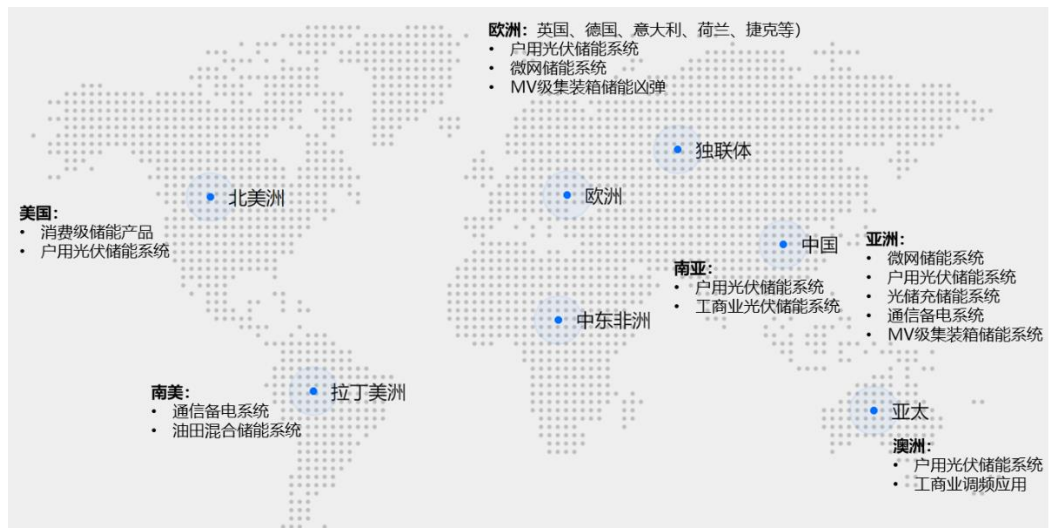 欧洲：英国、德国、意大利、荷兰、捷克等）
• 户用光伏储能系统
• 微网储能系统
• MV级集装箱储能凶弹
独联体
北美洲
欧洲
美国：
• 消费级储能产品
• 户用光伏储能系统
中国
亚洲：
• 微网储能系统
• 户用光伏储能系统
• 光储充储能系统
• 通信备电系统
• MV级集装箱储能系统
南亚：
• 户用光伏储能系统
• 工商业光伏储能系统
中东非洲
南美：
• 通信备电系统
• 油田混合储能系统
拉丁美洲
亚太
澳洲：
• 户用光伏储能系统
• 工商业调频应用